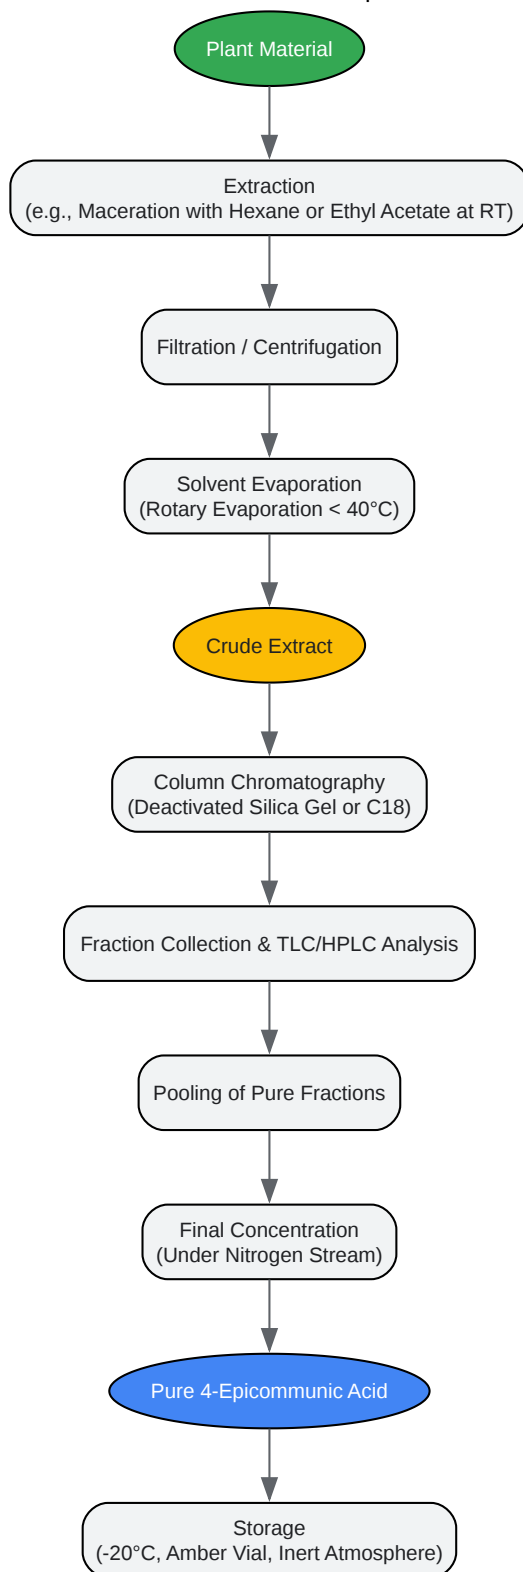 Plant Material
Extraction
(e.g., Maceration with Hexane or Ethyl Acetate at RT)
Filtration / Centrifugation
Solvent Evaporation
(Rotary Evaporation < 40°C)
Crude Extract
Column Chromatography
(Deactivated Silica Gel or C18)
Fraction Collection & TLC/HPLC Analysis
Pooling of Pure Fractions
Final Concentration
(Under Nitrogen Stream)
Pure 4-Epicommunic Acid
Storage
(-20°C, Amber Vial, Inert Atmosphere)